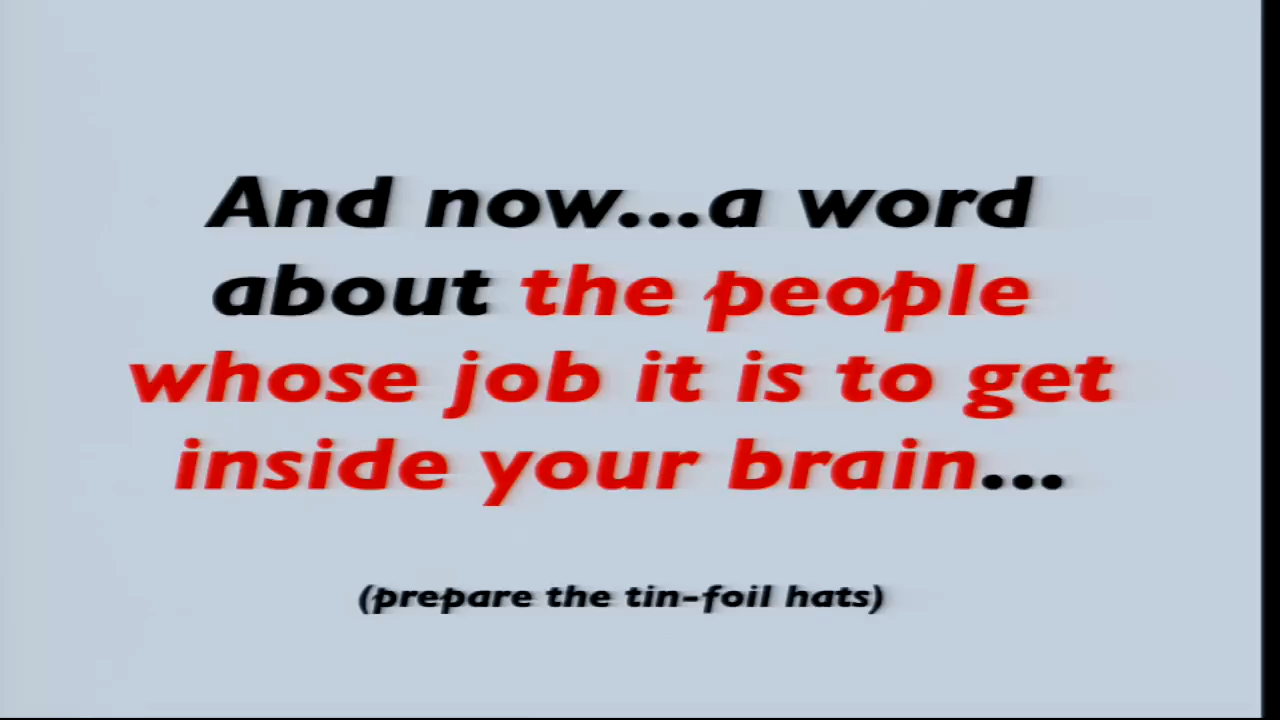 And now...a word
about the people
whose job it is to get
inside your brain...
(prepare the tin-foil hats)